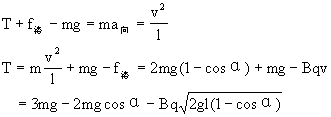 T + f洛 − mg = ma向 = v²/l
T = m v²/l + mg − f洛 = 2mg(1 − cos α) + mg − Bqv
= 3mg − 2mg cos α − Bq√(2gl(1 − cos α))